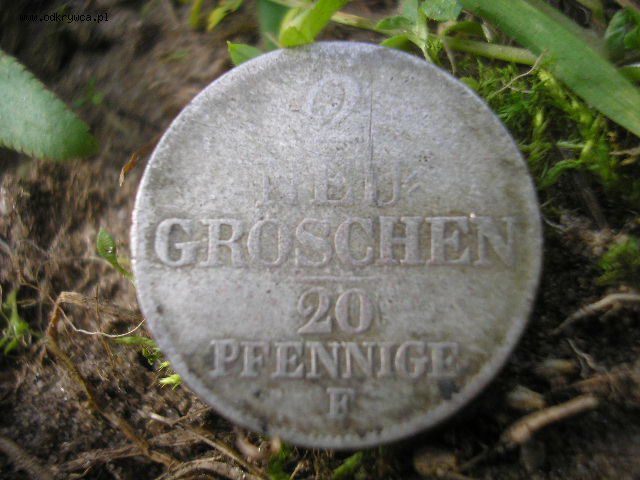 www.odkrywca.pl
2
NEU-
GROSCHEN
20
PFENNIGE
F